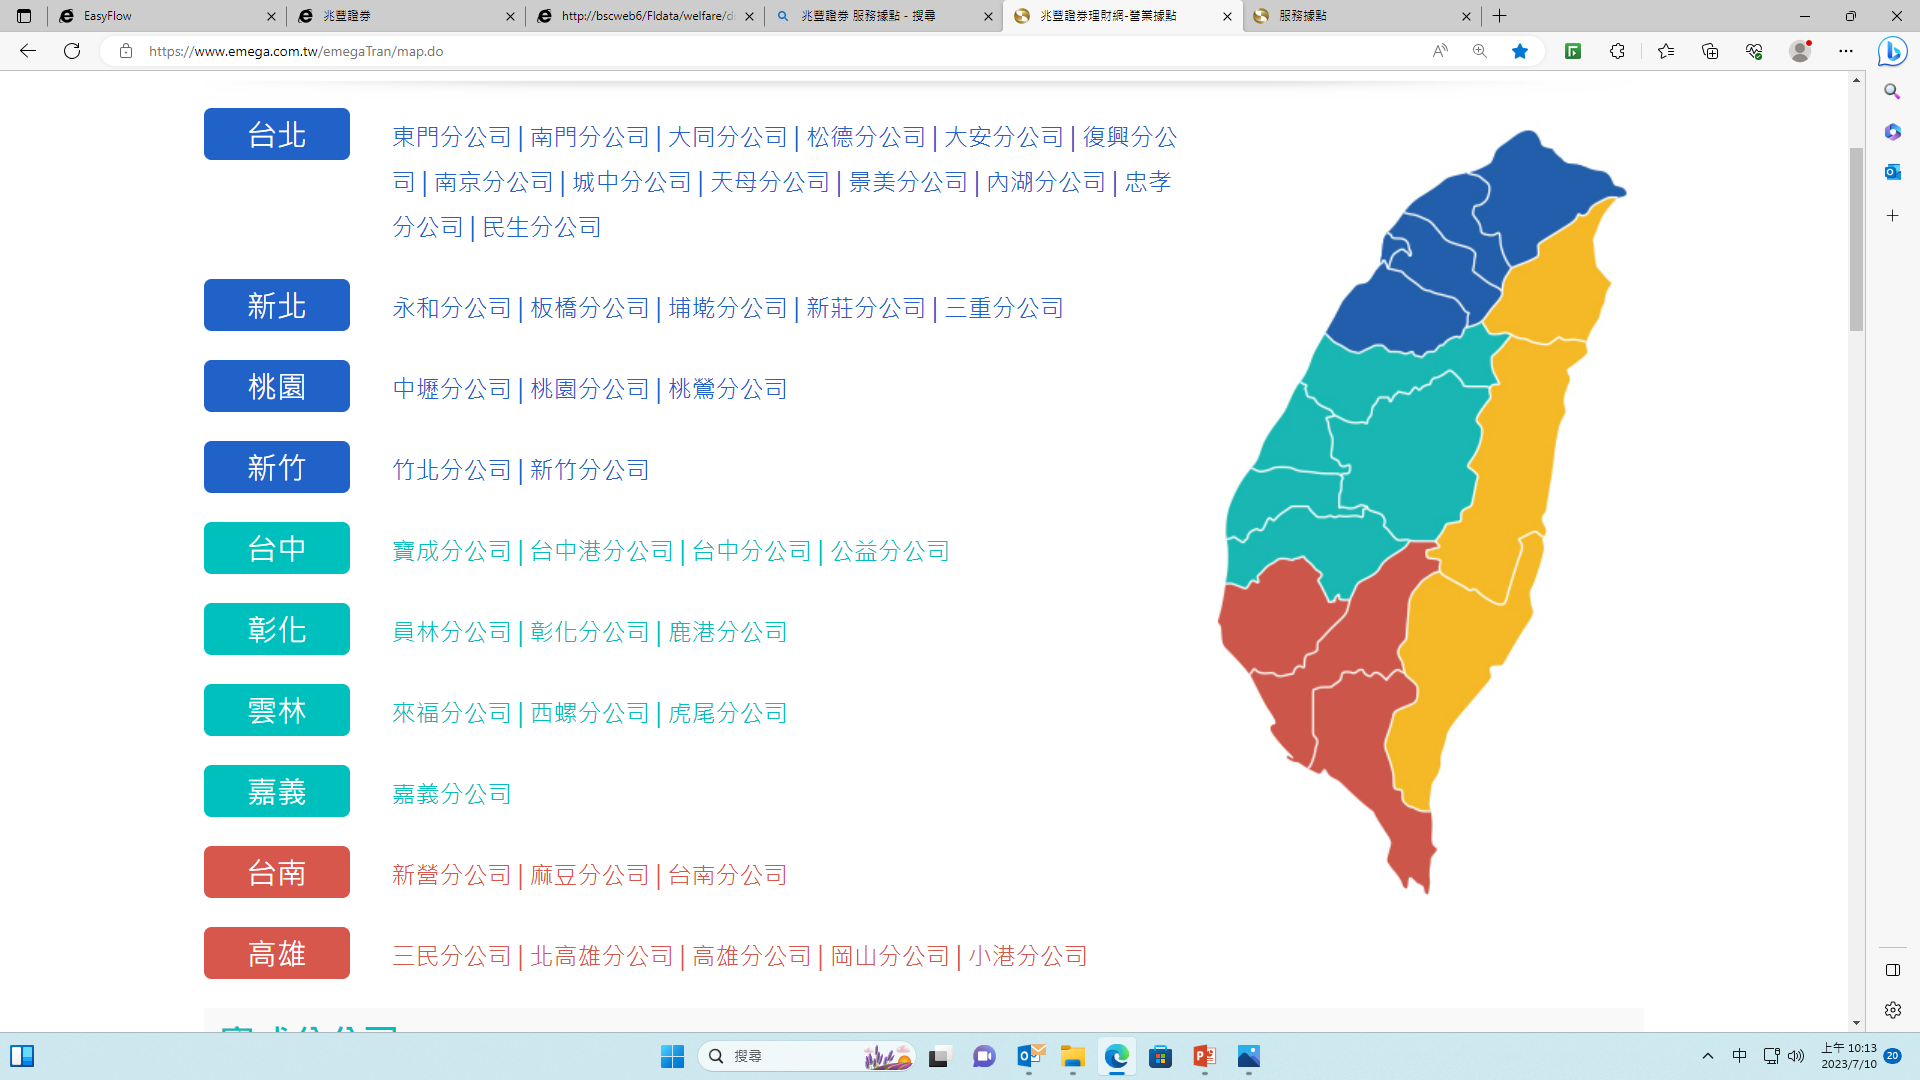 EasyFlow
兆豐證券
http://bscweb6/FIdata/welfare/d
兆豐證券 服務據點 - 搜尋
兆豐證券理財網-營業據點
服務據點
https://www.emega.com.tw/emegaTran/map.do
台北
東門分公司 | 南門分公司 | 大同分公司 | 松德分公司 | 大安分公司 | 復興分公
司 | 南京分公司 | 城中分公司 | 天母分公司 | 景美分公司 | 內湖分公司 | 忠孝
分公司 | 民生分公司
新北
永和分公司 | 板橋分公司 | 埔墘分公司 | 新莊分公司 | 三重分公司
桃園
中壢分公司 | 桃園分公司 | 桃鶯分公司
新竹
竹北分公司 | 新竹分公司
台中
寶成分公司 | 台中港分公司 | 台中分公司 | 公益分公司
彰化
員林分公司 | 彰化分公司 | 鹿港分公司
雲林
來福分公司 | 西螺分公司 | 虎尾分公司
嘉義
嘉義分公司
台南
新營分公司 | 麻豆分公司 | 台南分公司
高雄
三民分公司 | 北高雄分公司 | 高雄分公司 | 岡山分公司 | 小港分公司
寶成分公司
搜尋
中
上午 10:13
2023/7/10
20